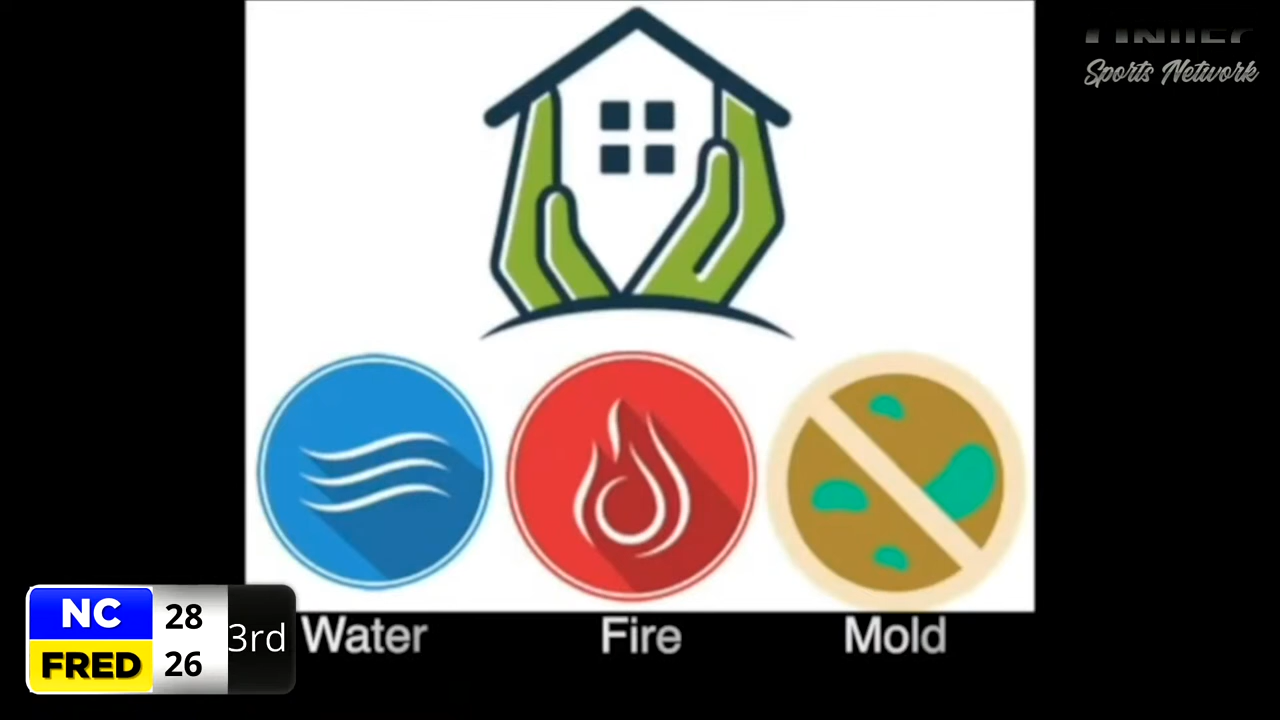 Sports Network
NC 28
FRED 26
3rd
Water Fire Mold